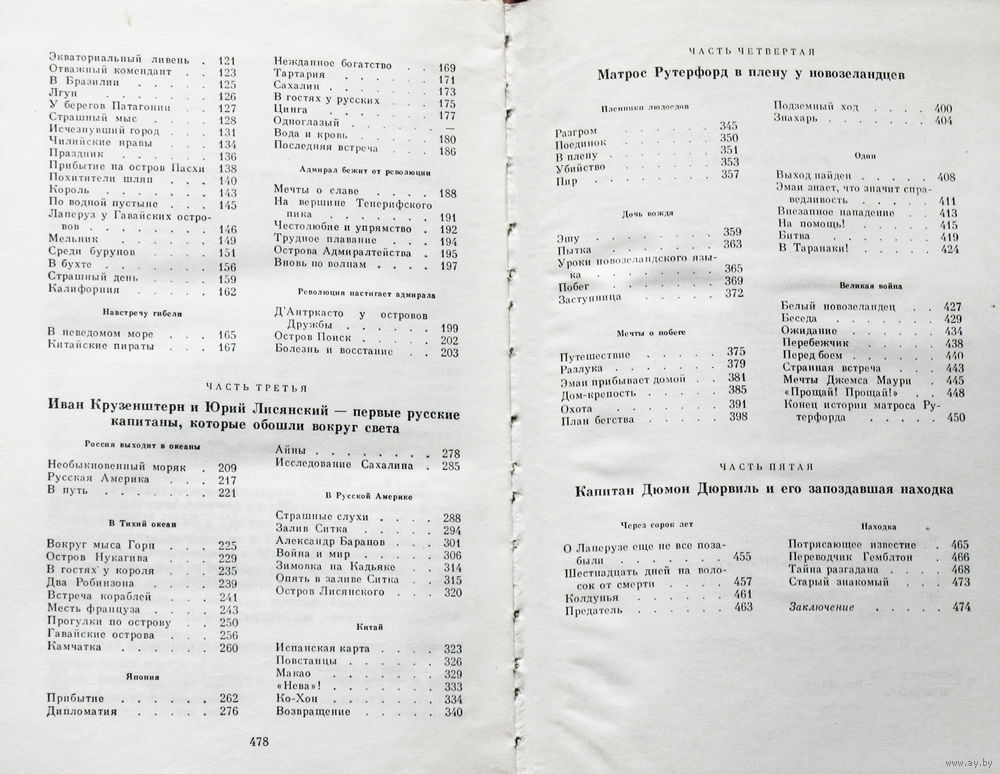 Экваториальный ливень . 121
Отважный комендант . . 123
В Бразилии . . . . . 125
Лгун . . . . . . . 126
У берегов Патагонии . . 127
Страшный мыс . . . . 128
Исчезнувший город . . . 131
Чилийские нравы . . . 134
Праздник . . . . . 136
Прибытие на остров Пасхи 138
Похитители шляп . . . 140
Король . . . . . . 143
По водной пустыне . . . 145
Лаперуз у Гавайских остро-
вов . . . . . . . 146
Мельник . . . . . . 149
Среди бурунов . . . . 151
В бухте . . . . . . 156
Страшный день . . . . 159
Калифорния . . . . . 162
Навстречу гибели
В неведомом море . . . 165
Китайские пираты . . . 167
Нежданное богатство . . 169
Тартария . . . . . 171
Сахалин . . . . . . 173
В гостях у русских . . . 175
Цинга . . . . . . 177
Одноглазый . . . . . —
Вода и кровь . . . . 180
Последняя встреча . . . 186
Адмирал бежит от революции
Мечты о славе . . . . 188
На вершине Тенерифского
пика . . . . . . . 191
Честолюбие и упрямство . 192
Трудное плавание . . . 194
Острова Адмиралтейства . 195
Вновь по волнам . . . . 197
Революция настигает адмирала
Д'Антркасто у островов
Дружбы . . . . . . 199
Остров Поиск . . . . 202
Болезнь и восстание . . . 203
ЧАСТЬ ТРЕТЬЯ
Иван Крузенштерн и Юрий Лисянский — первые русские
капитаны, которые обошли вокруг света
Россия выходит в океаны
Необыкновенный моряк . 209
Русская Америка . . . 217
В путь . . . . . . 221
В Тихий океан
Вокруг мыса Горн . . . 225
Остров Нукагива . . . 229
В гостях у короля . . . 235
Два Робинзона . . . . 239
Встреча кораблей . . . 241
Месть француза . . . . 243
Прогулки по острову . . 250
Гавайские острова . . . 256
Камчатка . . . . . 260
Япония
Прибытие . . . . . . 262
Дипломатия . . . . . 276
Айны . . . . . . . 278
Исследование Сахалина . 285
В Русской Америке
Страшные слухи . . . . 288
Залив Ситка . . . . . 294
Александр Баранов . . . 301
Война и мир . . . . . 306
Зимовка на Кадьяке . . 314
Опять в заливе Ситка . . 315
Остров Лисянского . . . 320
Китай
Испанская карта . . . . 323
Повстанцы . . . . . . 326
Макао . . . . . . 329
«Нева»! . . . . . . 333
Ко-Хон . . . . . . 334
Возвращение . . . . . 340
478
ЧАСТЬ ЧЕТВЕРТАЯ
Матрос Рутерфорд в плену у новозеландцев
Пленники людоедов
Разгром . . . . . . 345
Поединок . . . . . . 350
В плену . . . . . . 351
Убийство . . . . . . 353
Пир . . . . . . . 357
Дочь вождя
Эшу . . . . . . . 359
Пытка . . . . . . 363
Уроки новозеландского язы-
ка . . . . . . . 365
Побег . . . . . . 369
Заступница . . . . . 372
Мечты о побеге
Путешествие . . . . . 375
Разлука . . . . . . 379
Эмаи прибывает домой . . 381
Дом-крепость . . . . . 385
Охота . . . . . . 391
План бегства . . . . . 398
Подземный ход . . . . 400
Знахарь . . . . . . 404
Один
Выход найден . . . . 408
Эмаи знает, что значит спра-
ведливость . . . . . 411
Внезапное нападение . . 413
На помощь! . . . . . 415
Битва . . . . . . 419
В Таранаки! . . . . . 424
Великая война
Белый новозеландец . . 427
Беседа . . . . . . 429
Ожидание . . . . . 434
Перебежчик . . . . . 438
Перед боем . . . . . 440
Странная встреча . . . 443
Мечты Джемса Маури . 445
«Прощай! Прощай!» . . 448
Конец истории матроса Ру-
терфорда . . . . . 450
ЧАСТЬ ПЯТАЯ
Капитан Дюмон Дюрвиль и его запоздавшая находка
Через сорок лет
О Лаперузе еще не все поза-
были . . . . . . 455
Шестнадцать дней на воло-
сок от смерти . . . . 457
Колдунья . . . . . . 461
Предатель . . . . . 463
Находка
Потрясающее известие . 465
Переводчик Гемблтон . . 466
Тайна разгадана . . . . 468
Старый знакомый . . . 473
Заключение . . . . . 474
www.ay.by